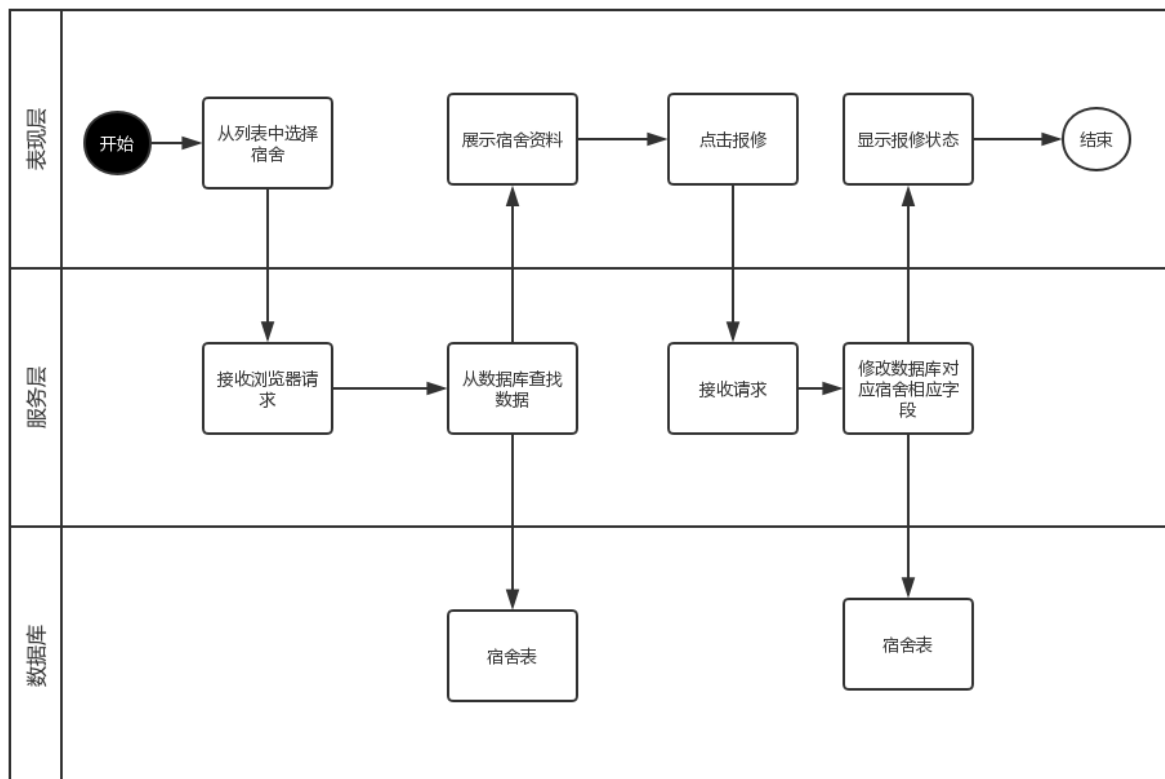 表现层
开始
从列表中选择
宿舍
展示宿舍资料
点击报修
显示报修状态
结束
服务层
接收浏览器请
求
从数据库查找
数据
接收请求
修改数据库对
应宿舍相应字
段
数据库
宿舍表
宿舍表